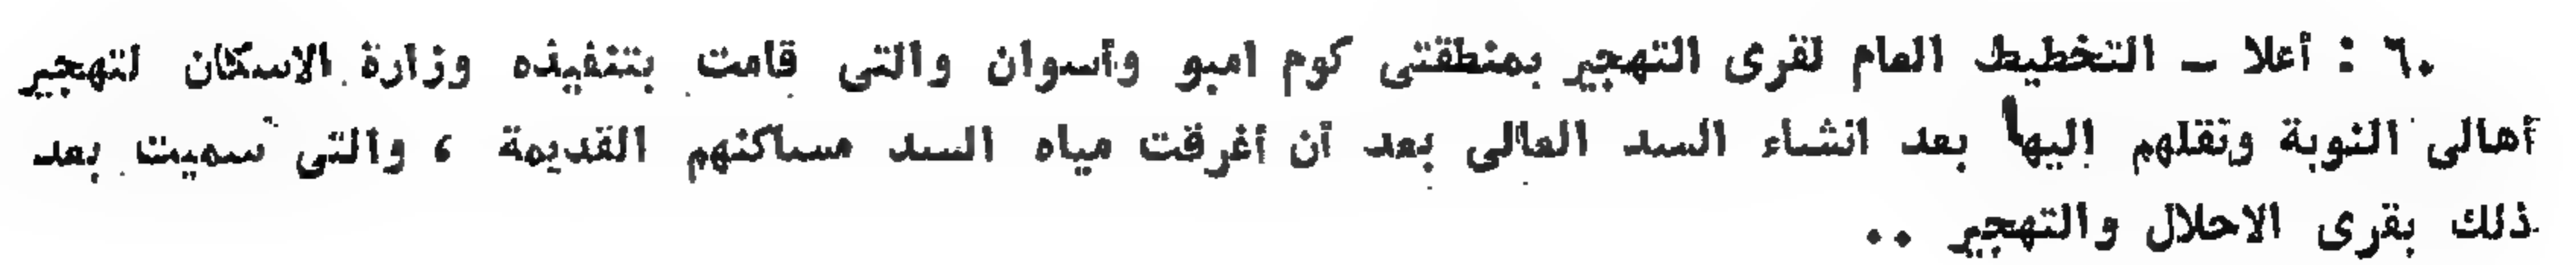 ٦٠ : أعلا – التخطيط العام لقرى التهجير بمنطقتى كوم امبو وأسوان والتى قامت بتنفيذه وزارة الاسكان لتهجير
أهالى النوبة ونقلهم إليها بعد انشاء السد العالى بعد أن أغرقت مياه السد مساكنهم القديمة ، والتى سميت بعد
ذلك بقرى الاحلال والتهجير ..